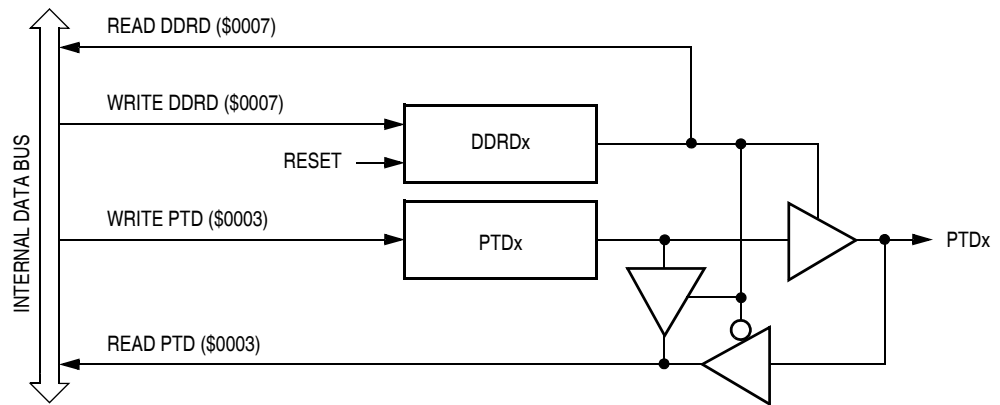 READ DDRD ($0007)
WRITE DDRD ($0007)
DDRDx
RESET
WRITE PTD ($0003)
PTDx
PTDx
READ PTD ($0003)
INTERNAL DATA BUS